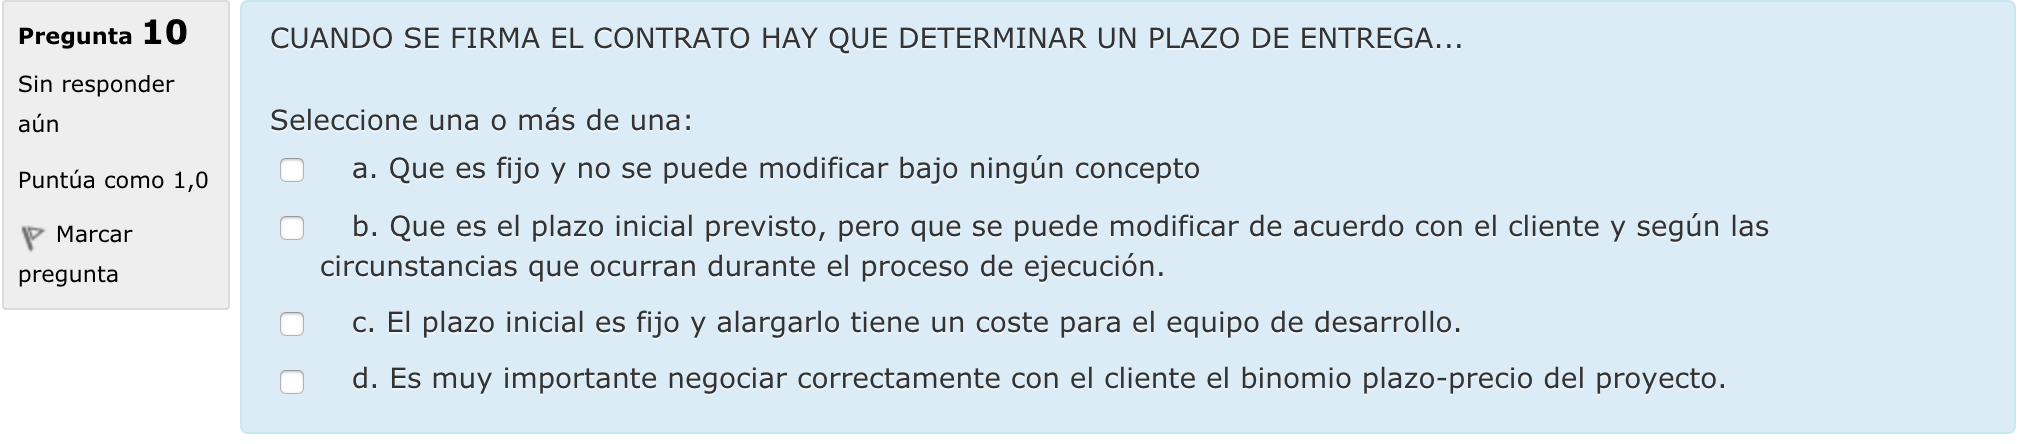 Pregunta 10
Sin responder
aún
Puntúa como 1,0
Marcar
pregunta
CUANDO SE FIRMA EL CONTRATO HAY QUE DETERMINAR UN PLAZO DE ENTREGA...
Seleccione una o más de una:
a. Que es fijo y no se puede modificar bajo ningún concepto
b. Que es el plazo inicial previsto, pero que se puede modificar de acuerdo con el cliente y según las
circunstancias que ocurran durante el proceso de ejecución.
c. El plazo inicial es fijo y alargarlo tiene un coste para el equipo de desarrollo.
d. Es muy importante negociar correctamente con el cliente el binomio plazo-precio del proyecto.